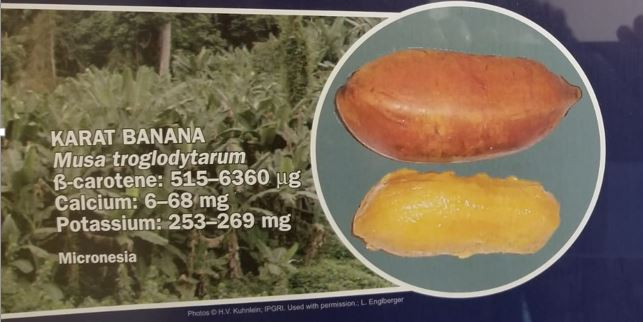 KARAT BANANA
Musa troglodytarum
ß-carotene: 515–6360 μg
Calcium: 6–68 mg
Potassium: 253–269 mg
Micronesia
Photos © H.V. Kuhnlein; IPGRI. Used with permission.; L. Englberger